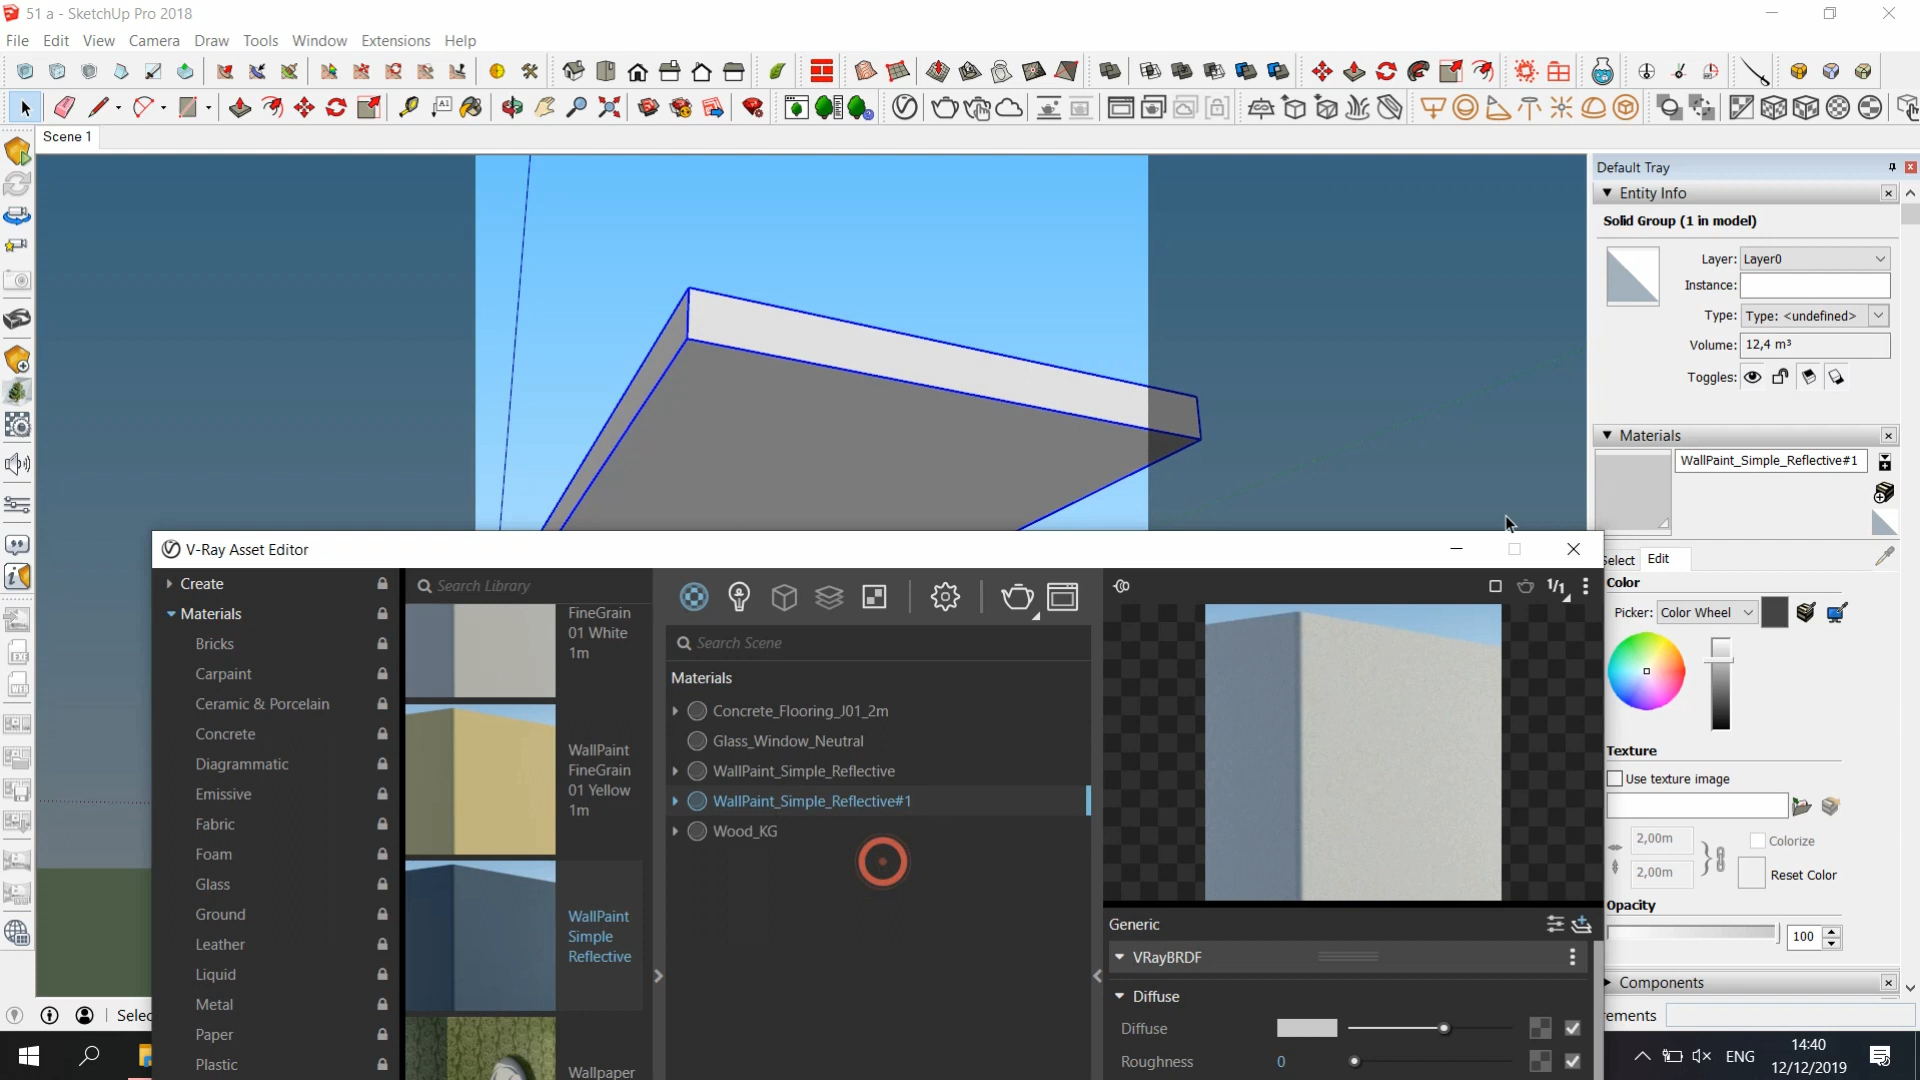 51 a - SketchUp Pro 2018
File Edit View Camera Draw Tools Window Extensions Help
Scene 1
Default Tray
Entity Info
Solid Group (1 in model)
Layer: Layer0
Instance:
Type: Type: <undefined>
Volume: 12,4 m³
Toggles:
Materials
WallPaint_Simple_Reflective#1
Select Edit
Color
Picker: Color Wheel
Texture
Use texture image
2,00m
Colorize
2,00m
Reset Color
Opacity
100
Components
V-Ray Asset Editor
Create
Materials
Bricks
Carpaint
Ceramic & Porcelain
Concrete
Diagrammatic
Emissive
Fabric
Foam
Glass
Ground
Leather
Liquid
Metal
Paper
Plastic
Search Library
FineGrain
01 White
1m
WallPaint
FineGrain
01 Yellow
1m
WallPaint
Simple
Reflective
Wallpaper
Search Scene
Materials
Concrete_Flooring_J01_2m
Glass_Window_Neutral
WallPaint_Simple_Reflective
WallPaint_Simple_Reflective#1
Wood_KG
1/1
Generic
VRayBRDF
Diffuse
Diffuse
Roughness 0
Selec
rements
ENG
14:40
12/12/2019